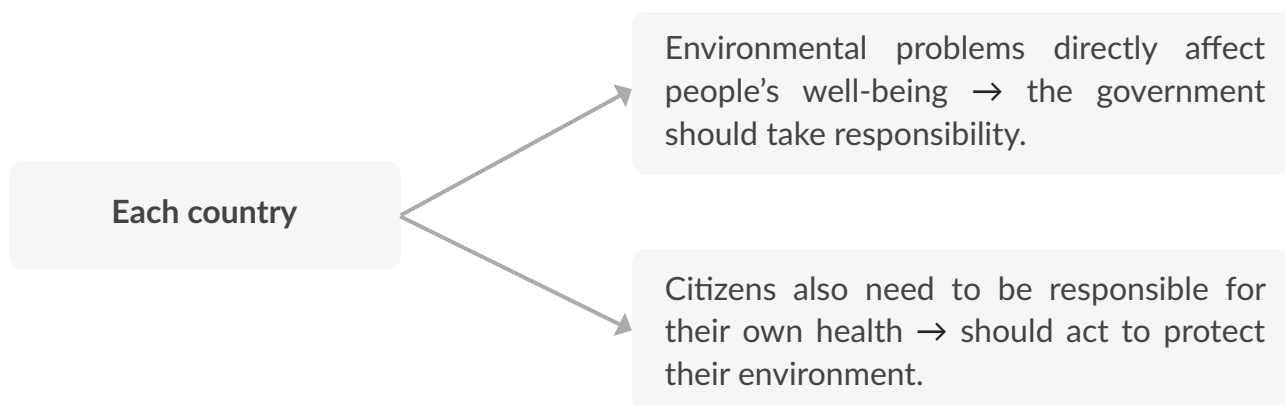 Environmental problems directly affect
people’s well-being → the government
should take responsibility.
Each country
Citizens also need to be responsible for
their own health → should act to protect
their environment.